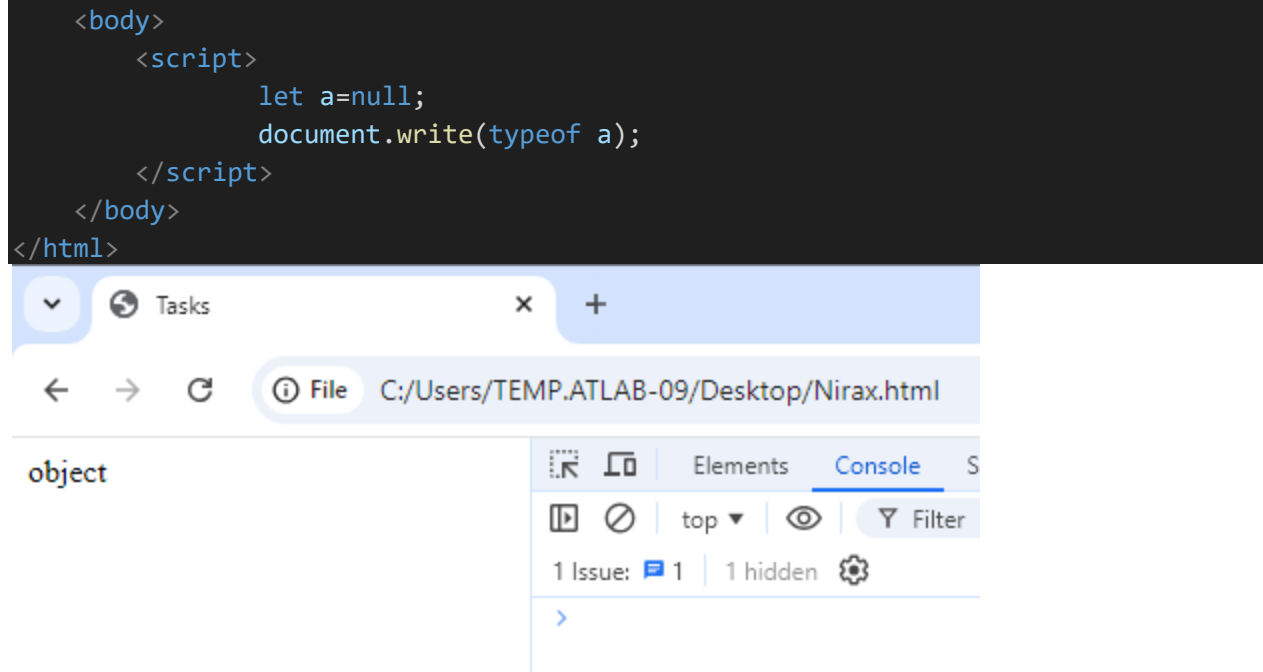 <body>
<script>
let a=null;
document.write(typeof a);
</script>
</body>
</html>
Tasks
File C:/Users/TEMP.ATLAB-09/Desktop/Nirax.html
object
Elements Console S
top Filter
1 Issue: 1 1 hidden